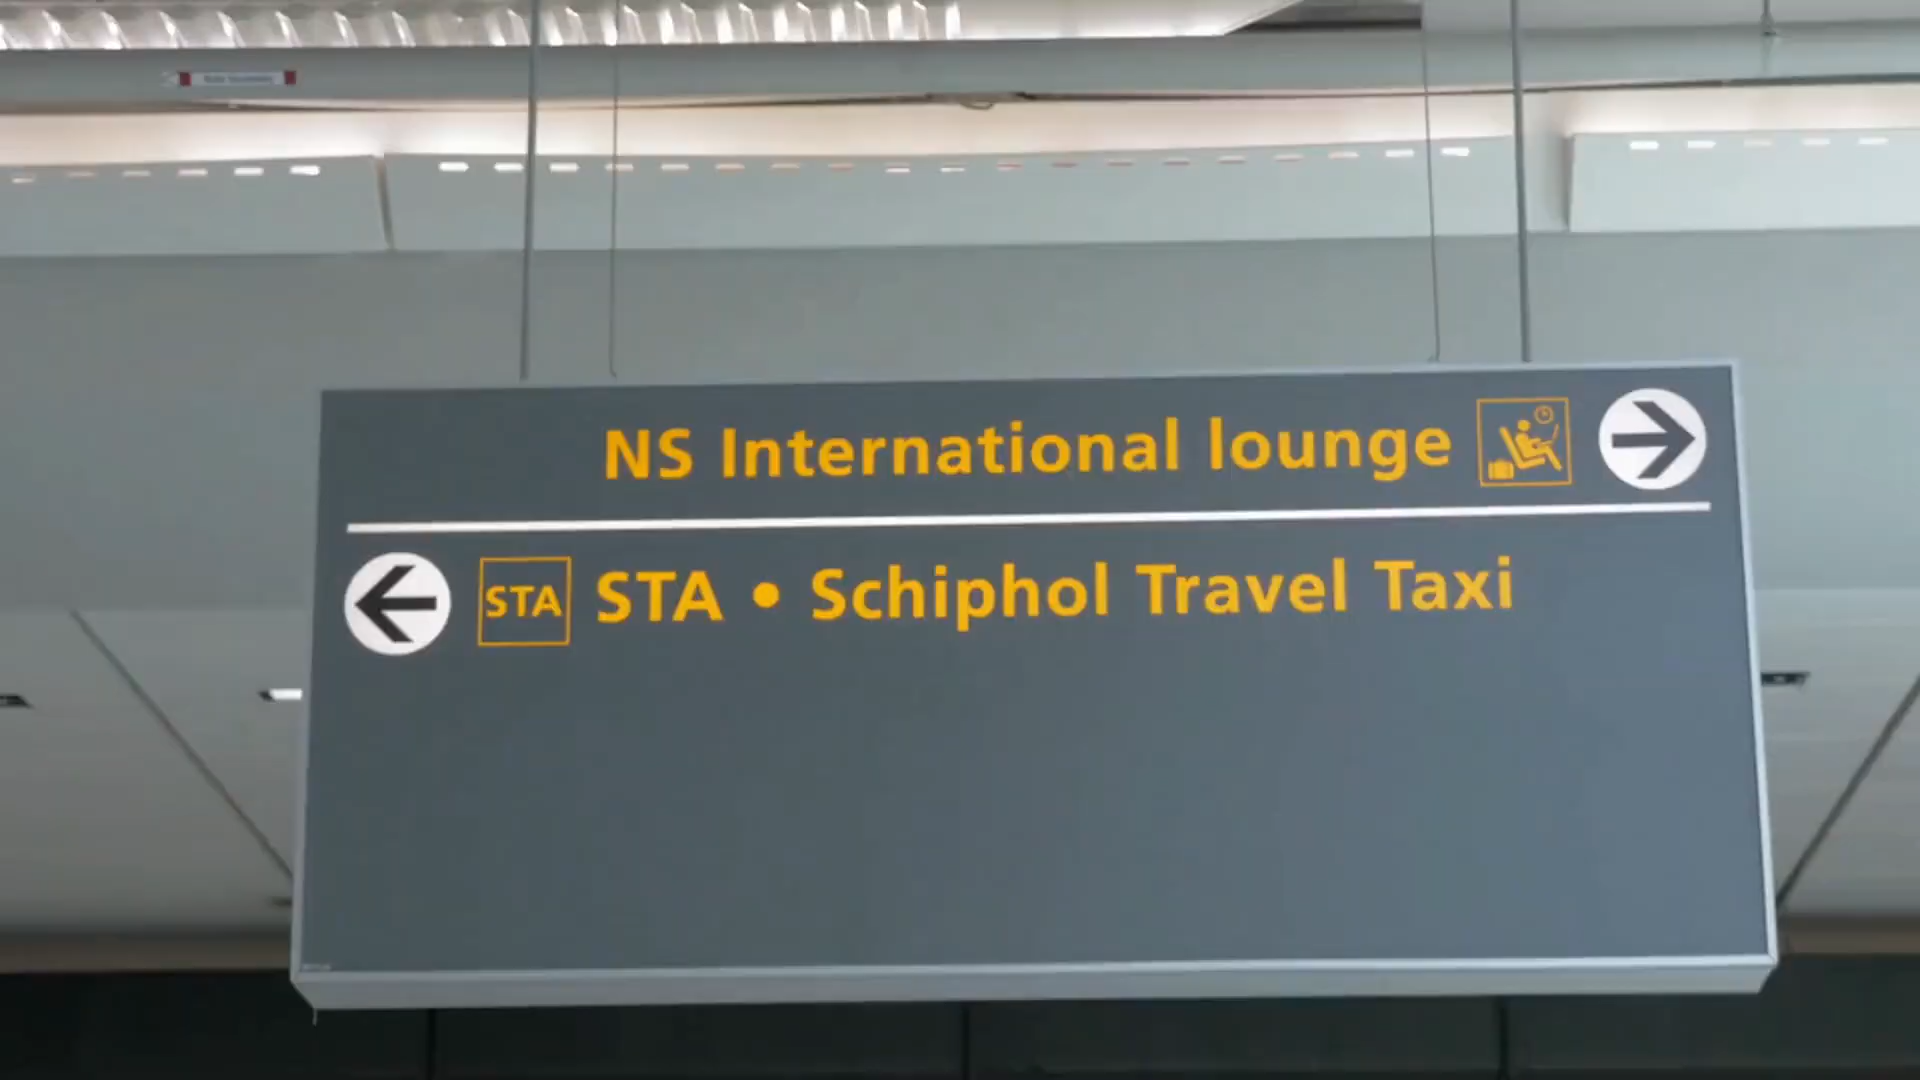 NS International lounge
STA STA • Schiphol Travel Taxi